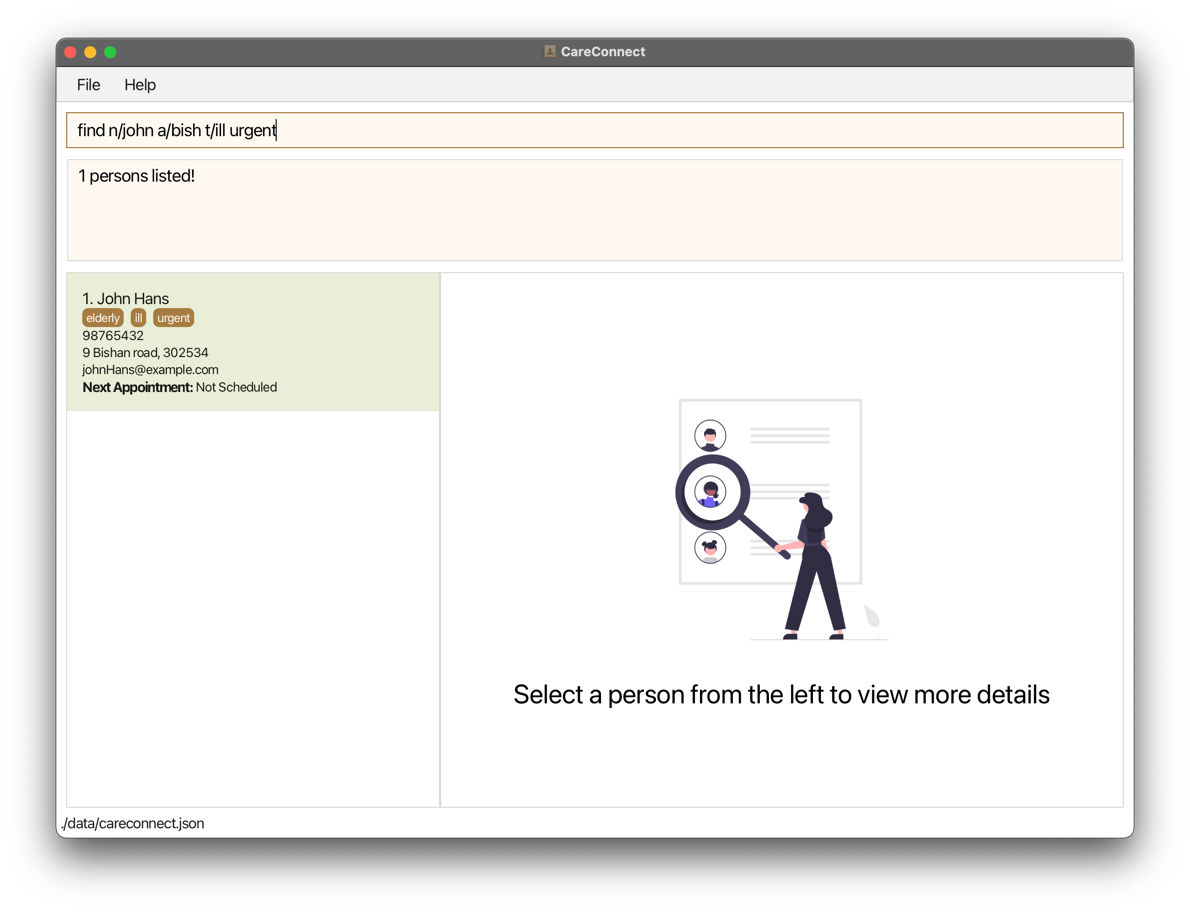 CareConnect
File Help
find n/john a/bish t/ill urgent
1 persons listed!
1. John Hans
elderly ill urgent
98765432
9 Bishan road, 302534
johnHans@example.com
Next Appointment: Not Scheduled
Select a person from the left to view more details
./data/careconnect.json